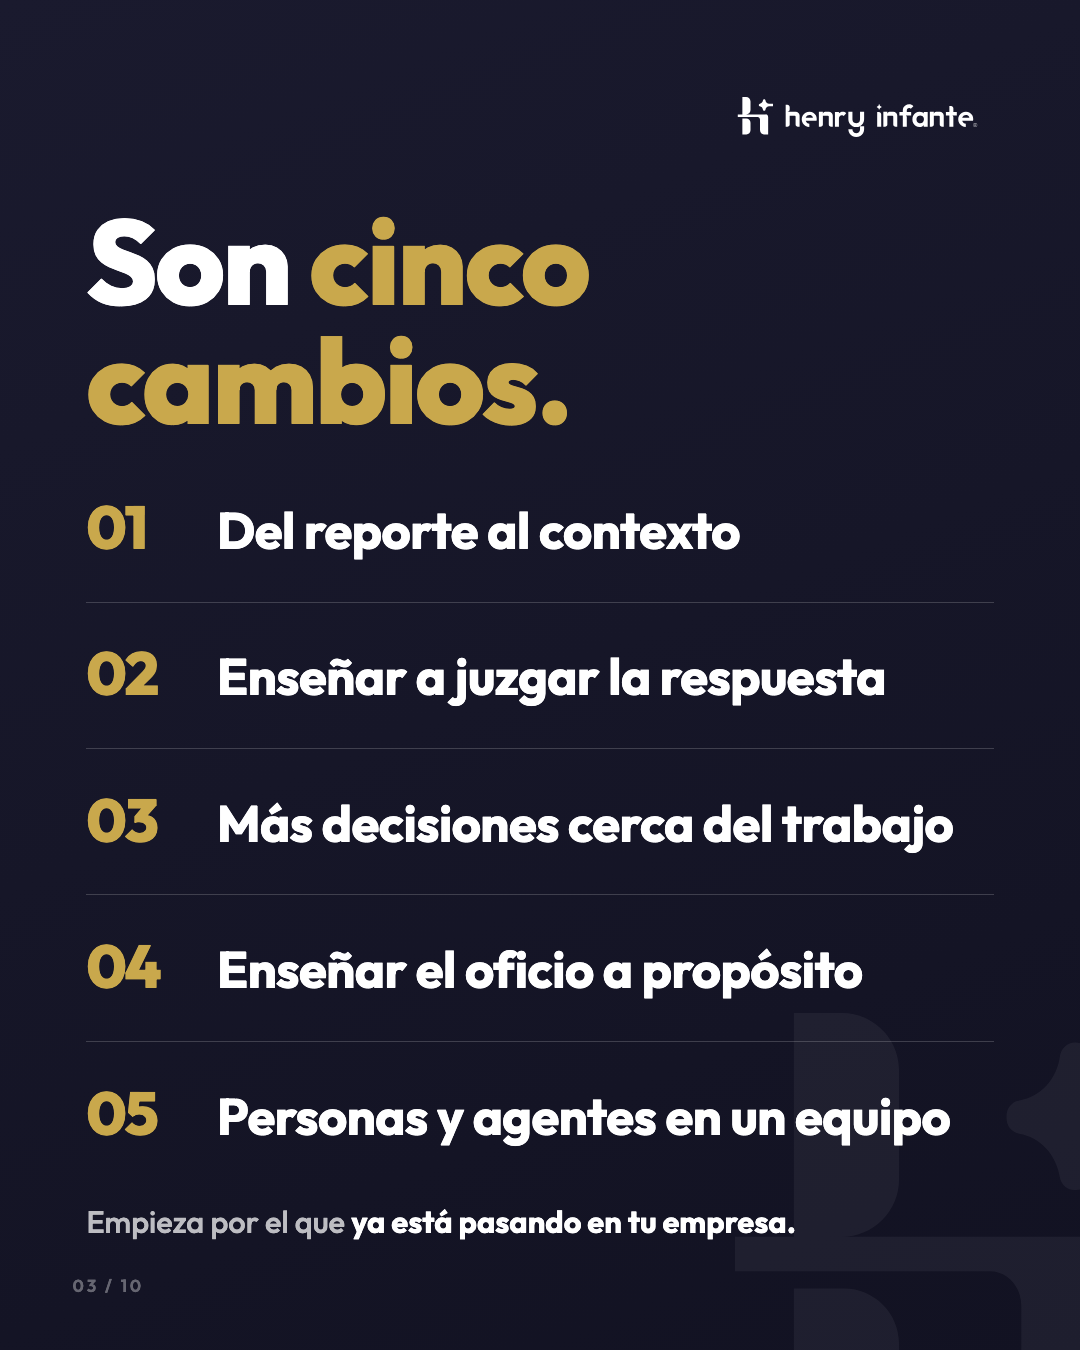 henry infante
Son cinco
cambios.
01 Del reporte al contexto
02 Enseñar a juzgar la respuesta
03 Más decisiones cerca del trabajo
04 Enseñar el oficio a propósito
05 Personas y agentes en un equipo
Empieza por el que ya está pasando en tu empresa.
03 / 10